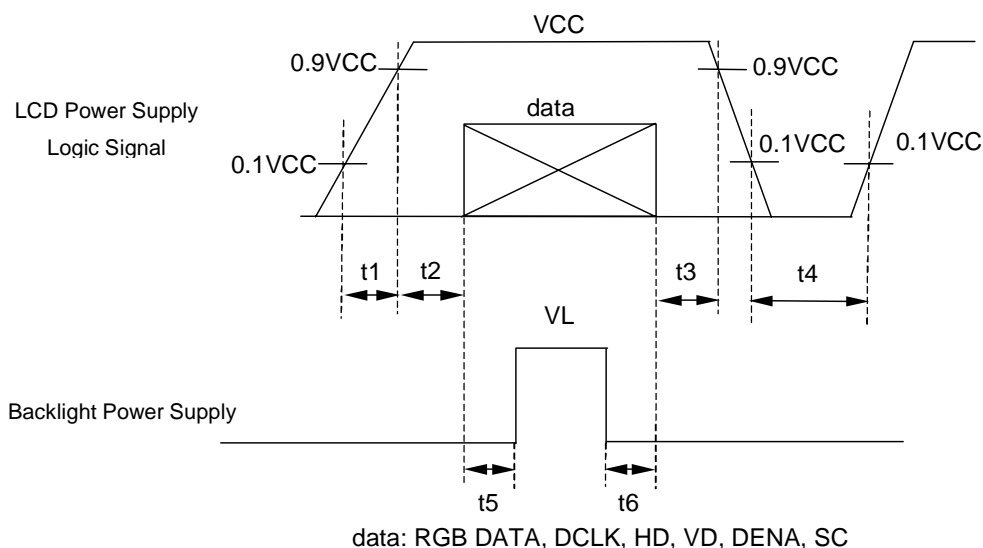 VCC
0.9VCC
0.9VCC
LCD Power Supply
Logic Signal
data
0.1VCC
0.1VCC
0.1VCC
t1
t2
t3
t4
VL
Backlight Power Supply
t5
t6
data: RGB DATA, DCLK, HD, VD, DENA, SC